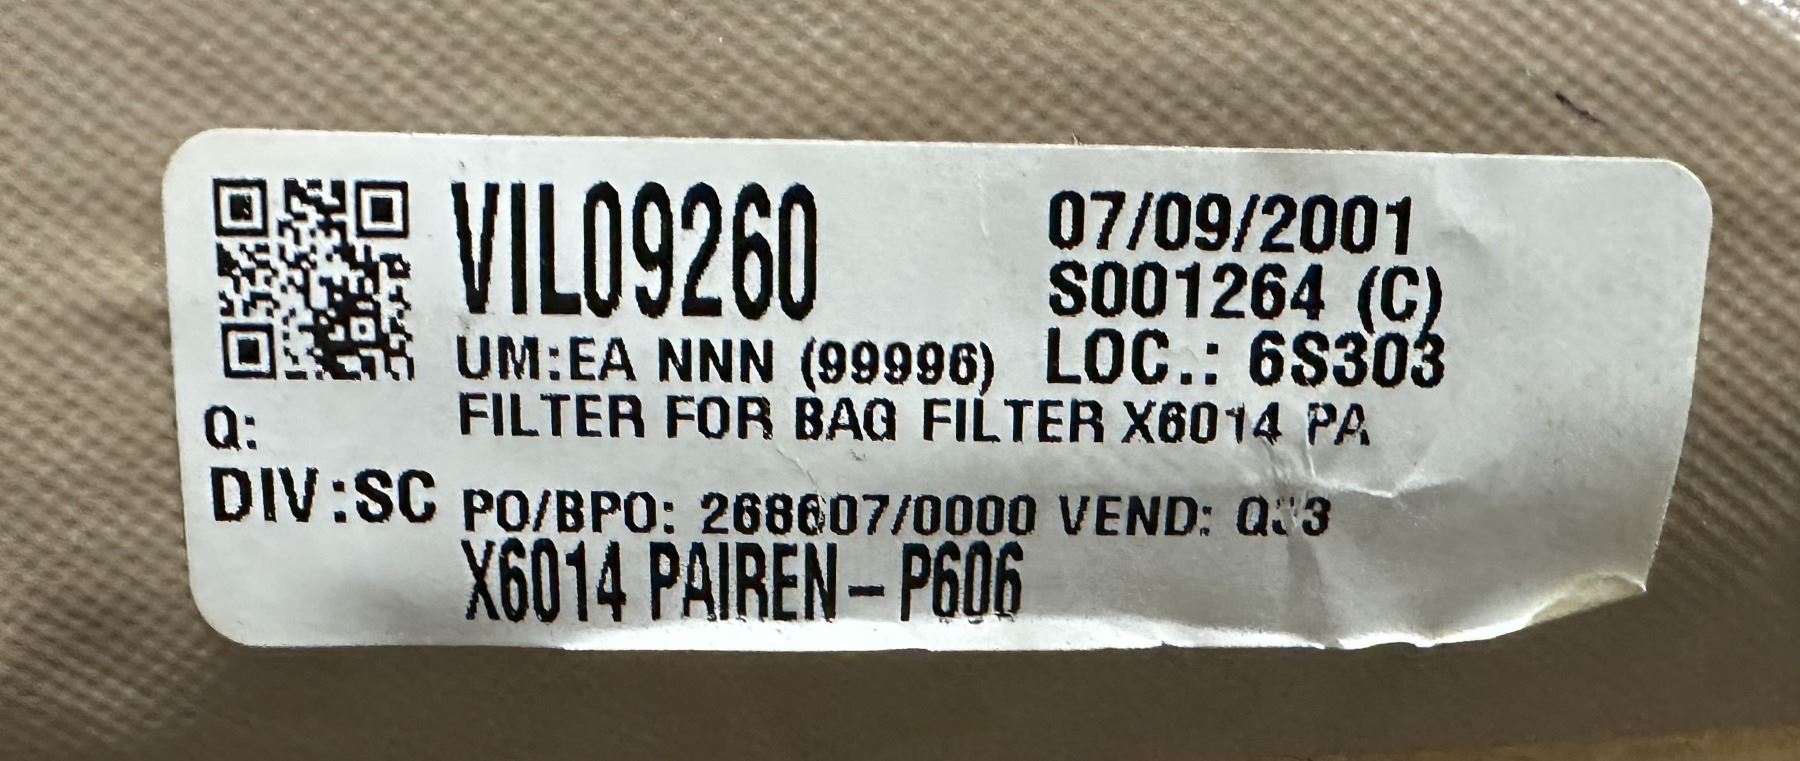 VIL09260
07/09/2001
S001264 (C)
UM:EA NNN (99996)
LOC.: 6S303
Q:
FILTER FOR BAG FILTER X6014 PA
DIV:SC
PO/BPO: 268607/0000 VEND:
X6014 PAIREN-P606